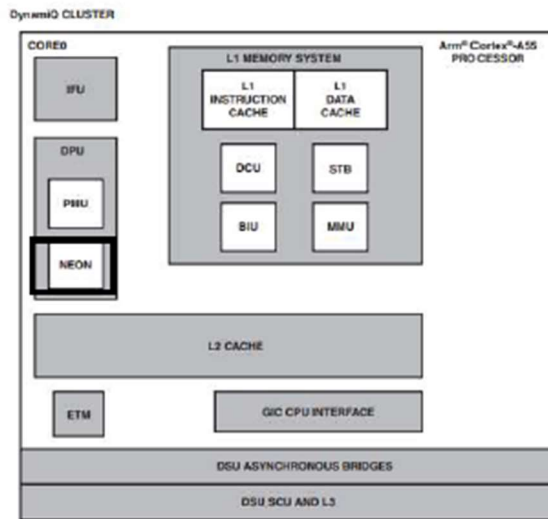 DynamiQ CLUSTER
CORE0
Arm® Cortex®-A55
PROCESSOR
IFU
L1 MEMORY SYSTEM
L1
INSTRUCTION
CACHE
L1
DATA
CACHE
DPU
PMU
NEON
DCU
STB
BIU
MMU
L2 CACHE
ETM
GIC CPU INTERFACE
DSU ASYNCHRONOUS BRIDGES
DSU SCU AND L3